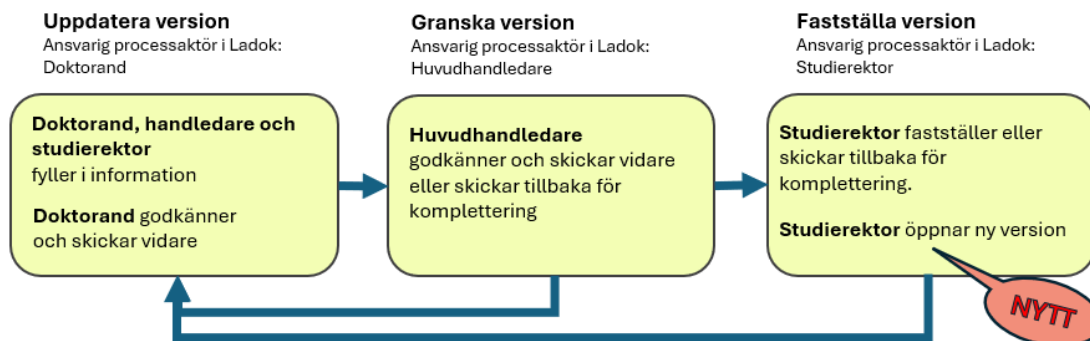 Uppdatera version
Ansvarig processaktör i Ladok:
Doktorand
Doktorand, handledare och
studierektor
fyller i information
Doktorand godkänner
och skickar vidare
Granska version
Ansvarig processaktör i Ladok:
Huvudhandledare
Huvudhandledare
godkänner och skickar vidare
eller skickar tillbaka för
komplettering
Fastställa version
Ansvarig processaktör i Ladok:
Studierektor
Studierektor fastställer eller
skickar tillbaka för
komplettering.
Studierektor öppnar ny version
NYTT